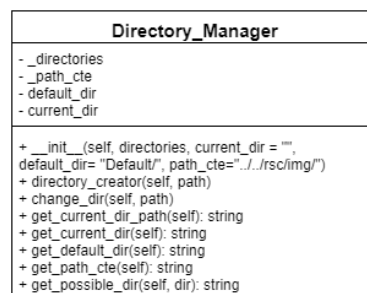 Directory_Manager
- _directories
- _path_cte
- default_dir
- current_dir
+ __init__(self, directories, current_dir = "",
default_dir= "Default/", path_cte="../../rsc/img/")
+ directory_creator(self, path)
+ change_dir(self, path)
+ get_current_dir_path(self): string
+ get_current_dir(self): string
+ get_default_dir(self): string
+ get_path_cte(self): string
+ get_possible_dir(self, dir): string